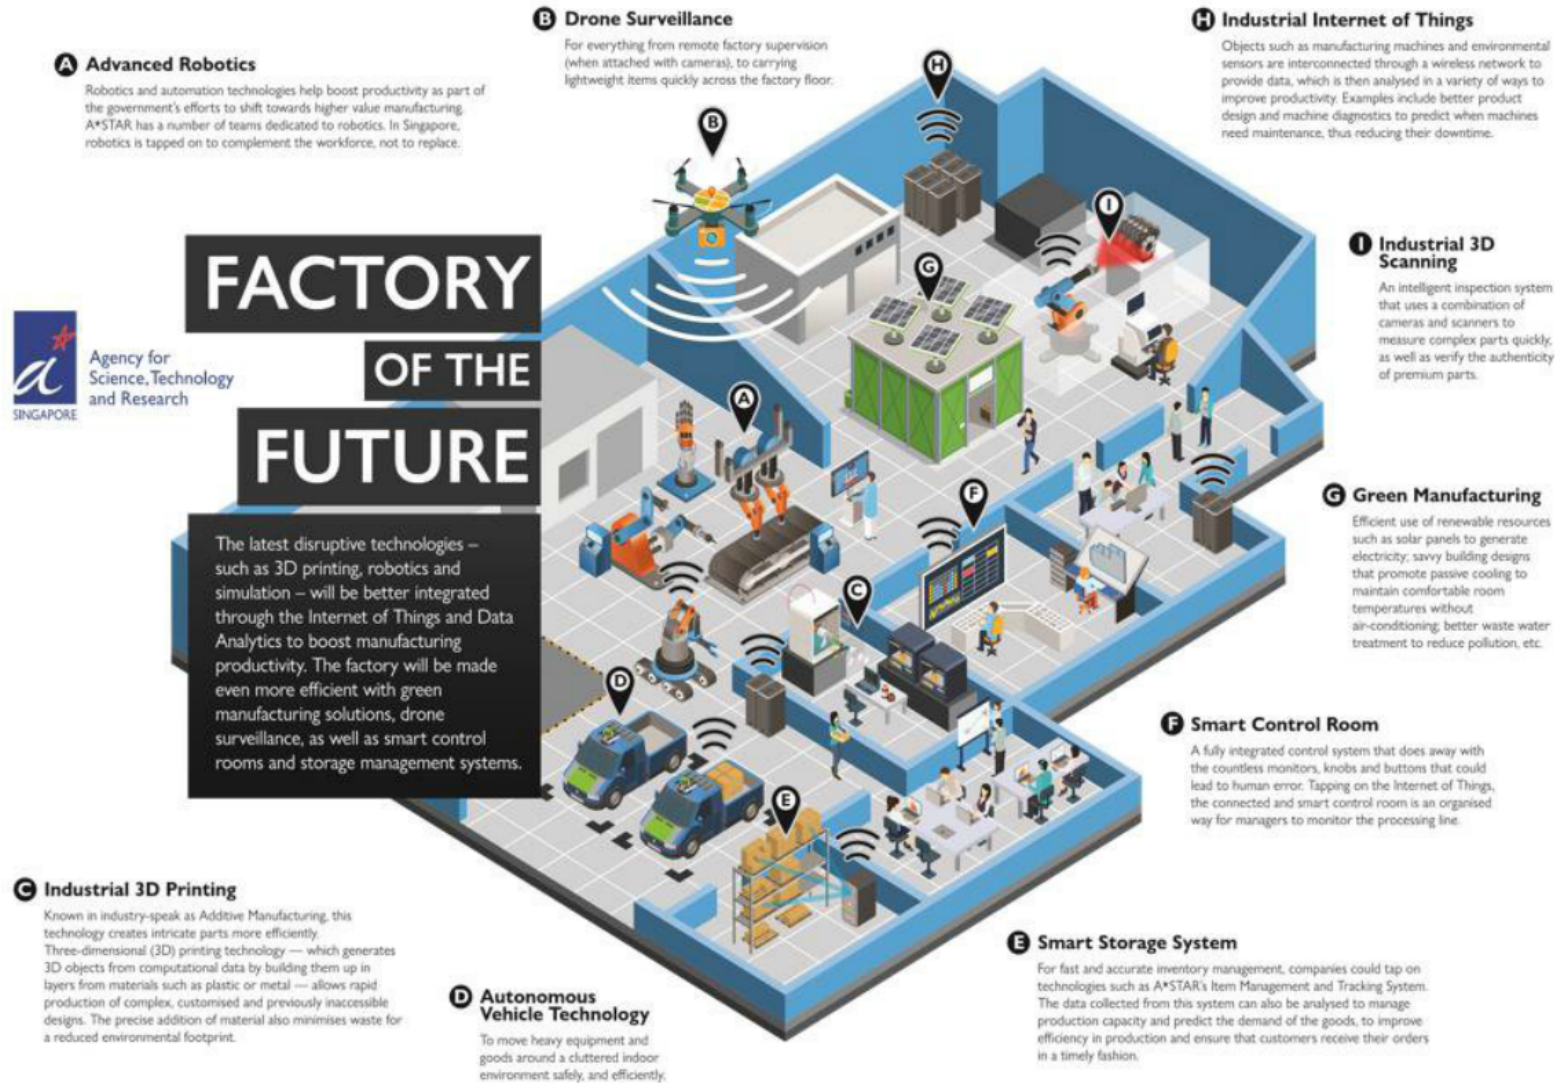 A Advanced Robotics
Robotics and automation technologies help boost productivity as part of
the government's efforts to shift towards higher value manufacturing.
A*STAR has a number of teams dedicated to robotics. In Singapore,
robotics is tapped on to complement the workforce, not to replace.
B Drone Surveillance
For everything from remote factory supervision
(when attached with cameras), to carrying
lightweight items quickly across the factory floor.
H Industrial Internet of Things
Objects such as manufacturing machines and environmental
sensors are interconnected through a wireless network to
provide data, which is then analysed in a variety of ways to
improve productivity. Examples include better product
design and machine diagnostics to predict when machines
need maintenance, thus reducing their downtime.
FACTORY
OF THE
FUTURE
SINGAPORE
Agency for
Science, Technology
and Research
The latest disruptive technologies –
such as 3D printing, robotics and
simulation – will be better integrated
through the Internet of Things and Data
Analytics to boost manufacturing
productivity. The factory will be made
even more efficient with green
manufacturing solutions, drone
surveillance, as well as smart control
rooms and storage management systems.
H
B
I
G
A
F
C
D
E
I Industrial 3D
Scanning
An intelligent inspection system
that uses a combination of
cameras and scanners to
measure complex parts quickly,
as well as verify the authenticity
of premium parts.
G Green Manufacturing
Efficient use of renewable resources
such as solar panels to generate
electricity; savvy building designs
that promote passive cooling to
maintain comfortable room
temperatures without
air-conditioning; better waste water
treatment to reduce pollution, etc.
F Smart Control Room
A fully integrated control system that does away with
the countless monitors, knobs and buttons that could
lead to human error. Tapping on the Internet of Things,
the connected and smart control room is an organised
way for managers to monitor the processing line.
C Industrial 3D Printing
Known in industry-speak as Additive Manufacturing, this
technology creates intricate parts more efficiently.
Three-dimensional (3D) printing technology — which generates
3D objects from computational data by building them up in
layers from materials such as plastic or metal — allows rapid
production of complex, customised and previously inaccessible
designs. The precise addition of material also minimises waste for
a reduced environmental footprint.
D Autonomous
Vehicle Technology
To move heavy equipment and
goods around a cluttered indoor
environment safely, and efficiently.
E Smart Storage System
For fast and accurate inventory management, companies could tap on
technologies such as A*STAR's Item Management and Tracking System.
The data collected from this system can also be analysed to manage
production capacity and predict the demand of the goods, to improve
efficiency in production and ensure that customers receive their orders
in a timely fashion.